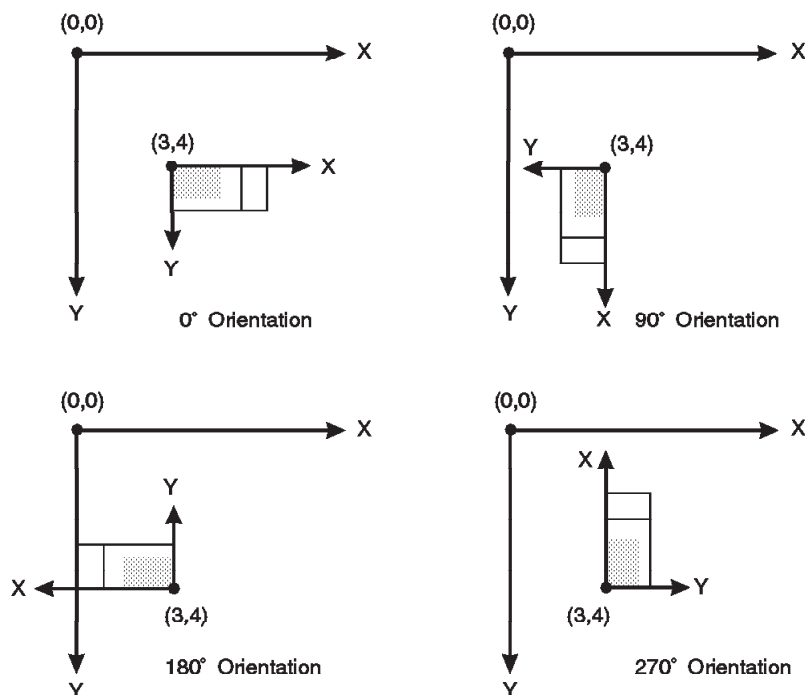 (0,0)
X
(3,4)
X
Y
Y
0° Orientation
(0,0)
X
(3,4)
Y
Y
X
90° Orientation
(0,0)
X
Y
X
(3,4)
180° Orientation
Y
(0,0)
X
X
Y
(3,4)
270° Orientation
Y